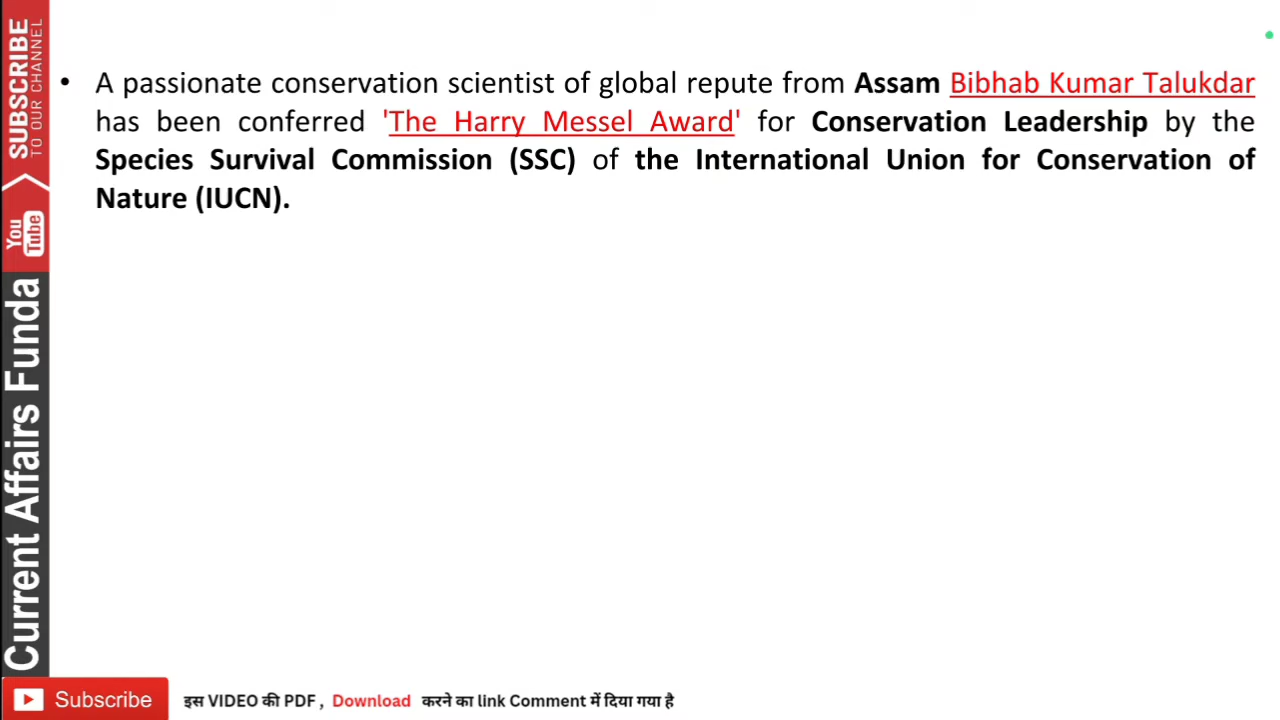 • A passionate conservation scientist of global repute from Assam Bibhab Kumar Talukdar
has been conferred 'The Harry Messel Award' for Conservation Leadership by the
Species Survival Commission (SSC) of the International Union for Conservation of
Nature (IUCN).
SUBSCRIBE
TO OUR CHANNEL
You
Tube
Current Affairs Funda
Subscribe
इस VIDEO की PDF , Download करने का link Comment में दिया गया है